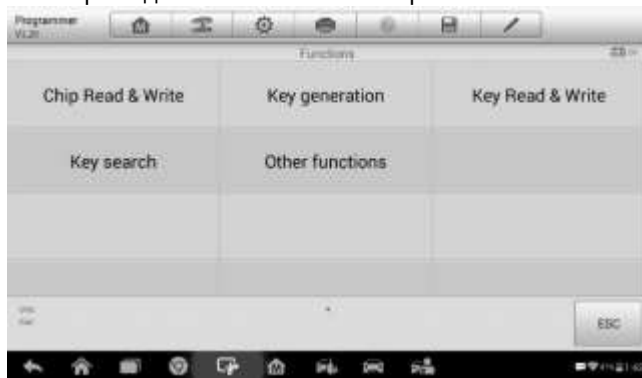 Programmer
Functions
Chip Read & Write
Key generation
Key Read & Write
Key search
Other functions
ESC